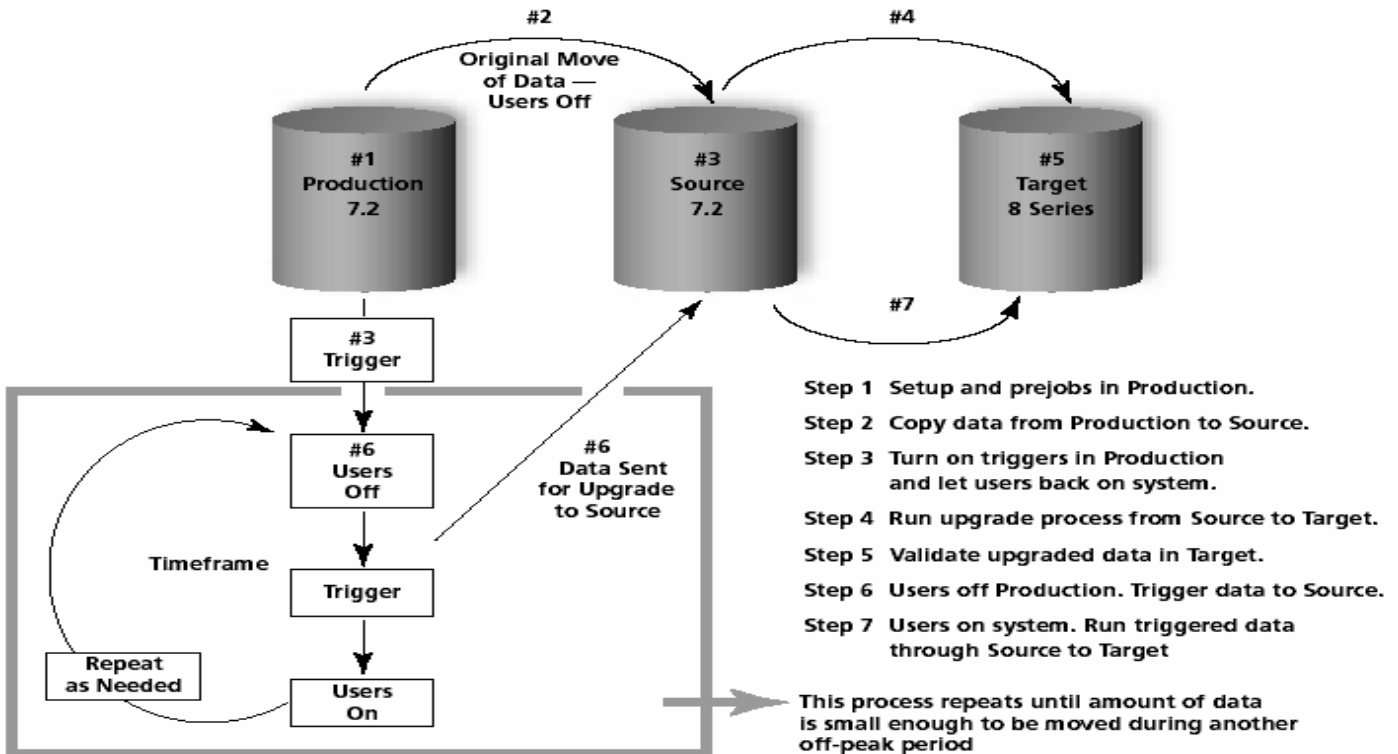 #2
#4
Original Move
of Data —
Users Off
#1
Production
7.2
#3
Source
7.2
#5
Target
8 Series
#3
Trigger
#7
#6
Users
Off
#6
Data Sent
for Upgrade
to Source
Timeframe
Trigger
Repeat
as Needed
Users
On
Step 1 Setup and prejobs in Production.
Step 2 Copy data from Production to Source.
Step 3 Turn on triggers in Production
and let users back on system.
Step 4 Run upgrade process from Source to Target.
Step 5 Validate upgraded data in Target.
Step 6 Users off Production. Trigger data to Source.
Step 7 Users on system. Run triggered data
through Source to Target
This process repeats until amount of data
is small enough to be moved during another
off-peak period